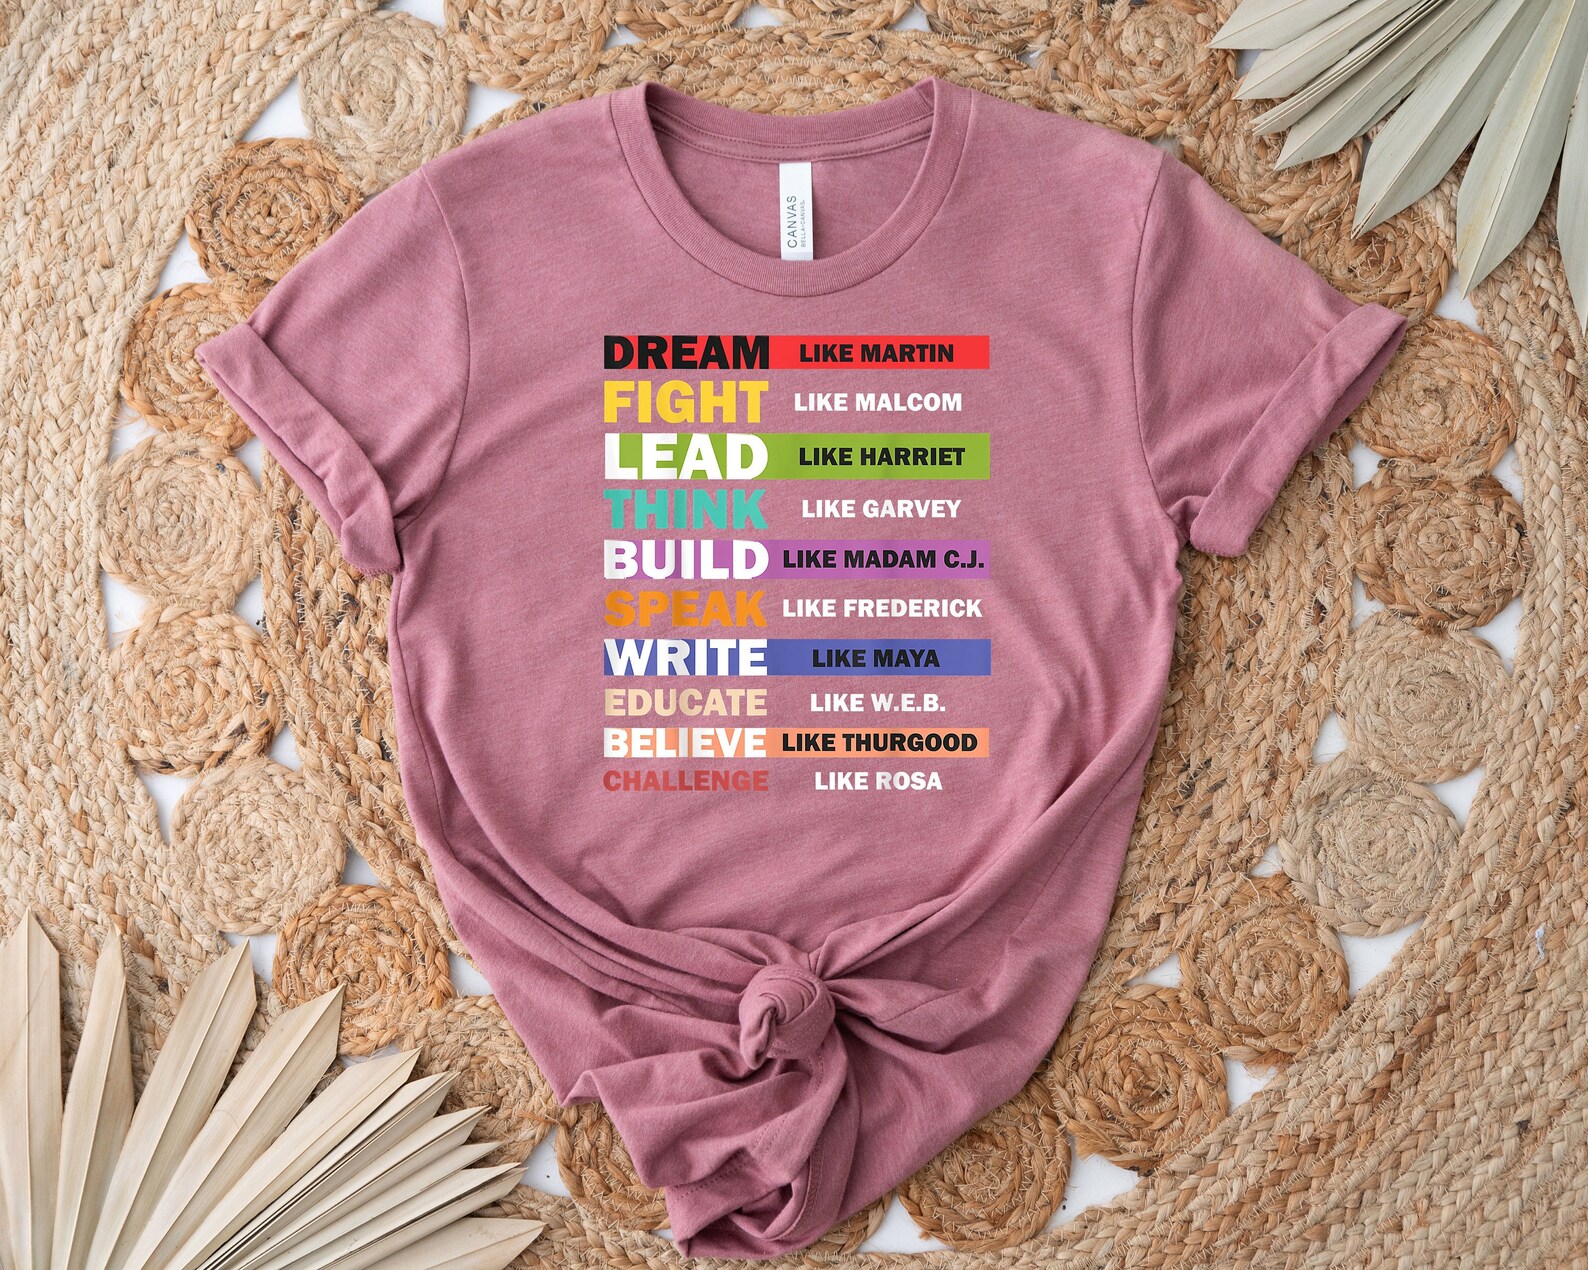 CANVAS
BELLA+CANVAS.
DREAM LIKE MARTIN
FIGHT LIKE MALCOM
LEAD LIKE HARRIET
THINK LIKE GARVEY
BUILD LIKE MADAM C.J.
SPEAK LIKE FREDERICK
WRITE LIKE MAYA
EDUCATE LIKE W.E.B.
BELIEVE LIKE THURGOOD
CHALLENGE LIKE ROSA